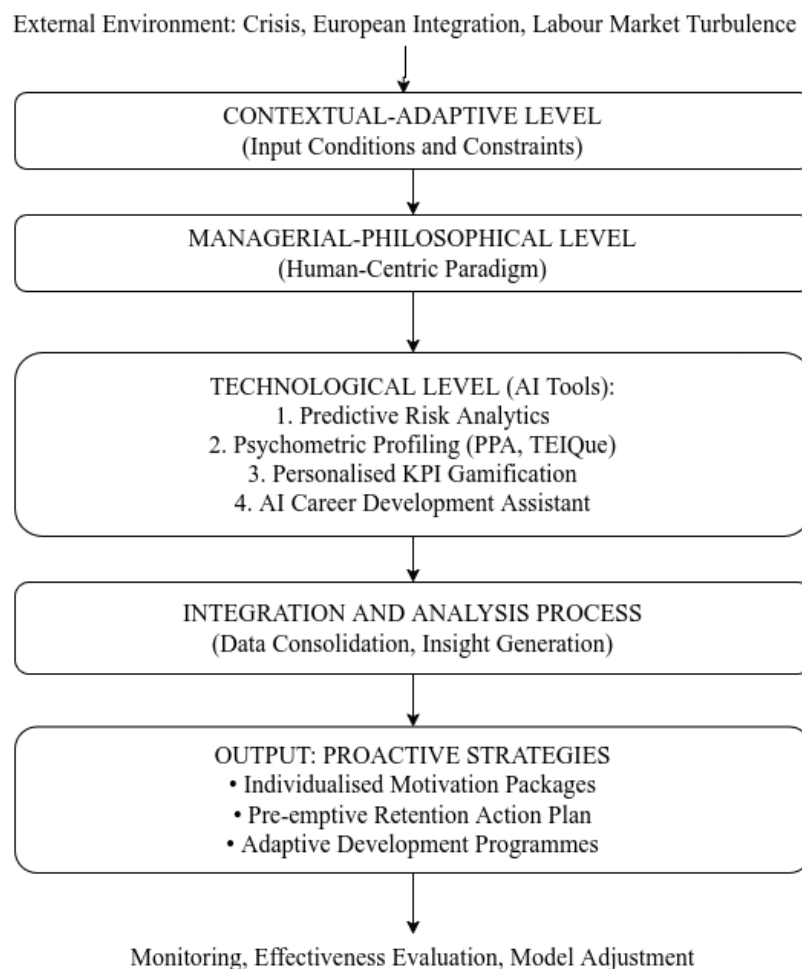 External Environment: Crisis, European Integration, Labour Market Turbulence
CONTEXTUAL-ADAPTIVE LEVEL
(Input Conditions and Constraints)
MANAGERIAL-PHILOSOPHICAL LEVEL
(Human-Centric Paradigm)
TECHNOLOGICAL LEVEL (AI Tools):
1. Predictive Risk Analytics
2. Psychometric Profiling (PPA, TEIQue)
3. Personalised KPI Gamification
4. AI Career Development Assistant
INTEGRATION AND ANALYSIS PROCESS
(Data Consolidation, Insight Generation)
OUTPUT: PROACTIVE STRATEGIES
• Individualised Motivation Packages
• Pre-emptive Retention Action Plan
• Adaptive Development Programmes
Monitoring, Effectiveness Evaluation, Model Adjustment